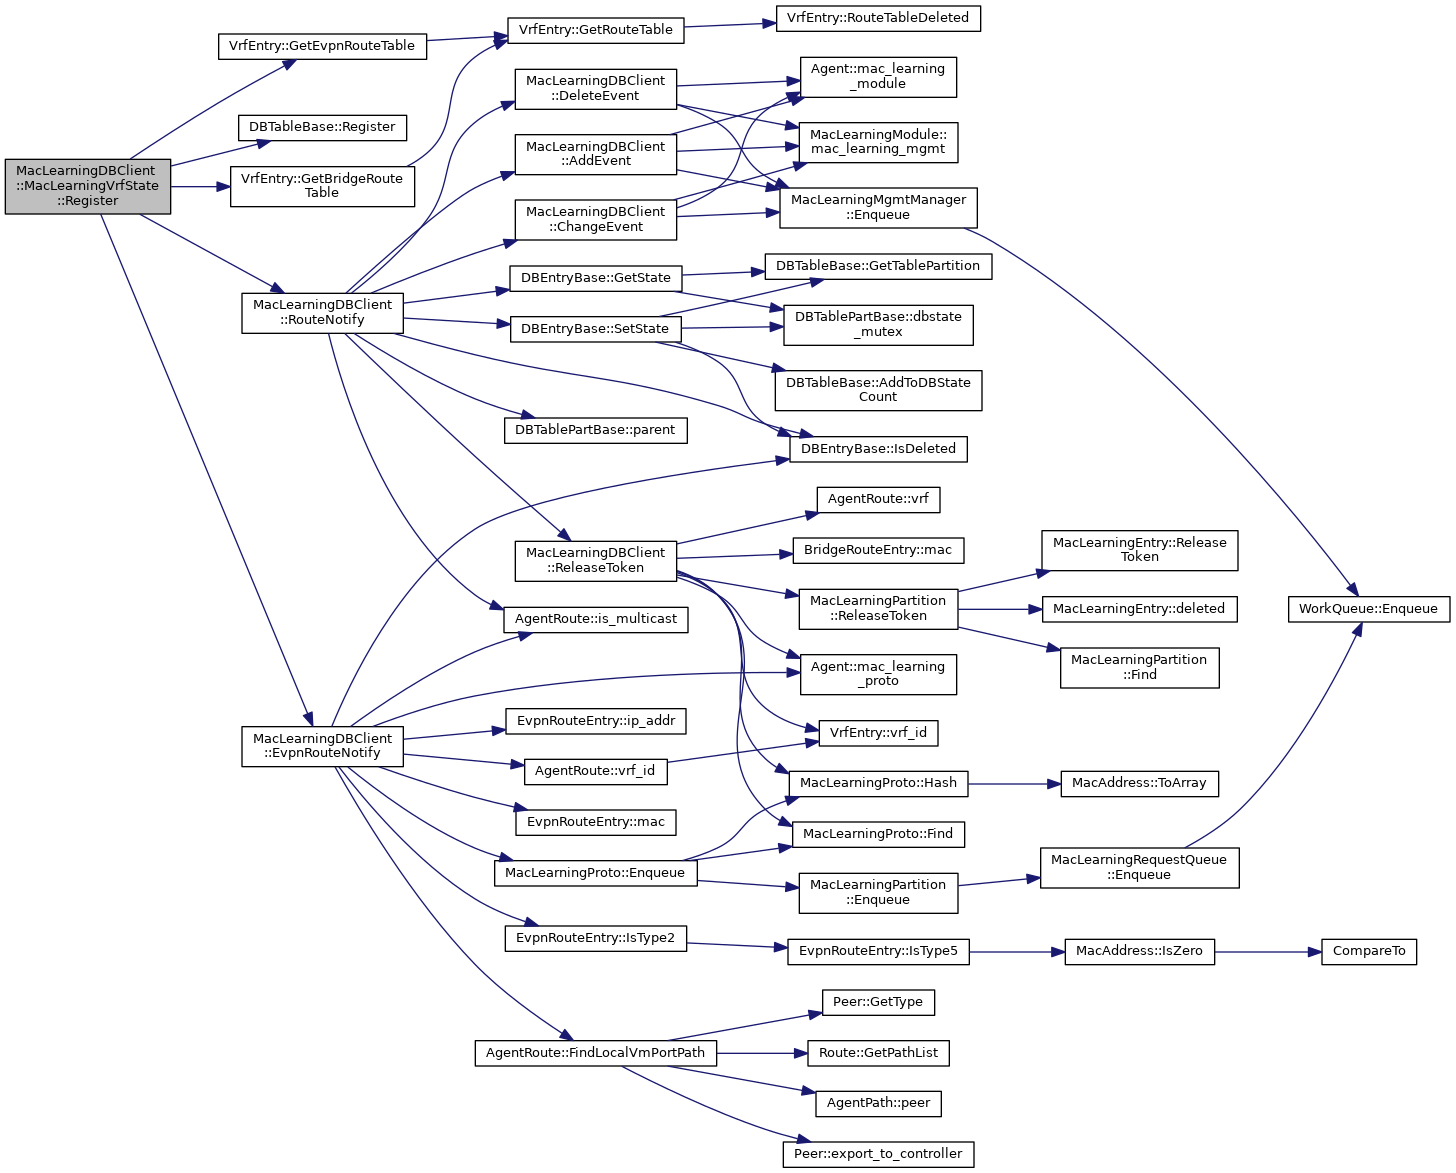 MacLearningDBClient
::MacLearningVrfState
::Register
VrfEntry::GetEvpnRouteTable
DBTableBase::Register
VrfEntry::GetBridgeRoute
Table
MacLearningDBClient
::RouteNotify
MacLearningDBClient
::EvpnRouteNotify
VrfEntry::GetRouteTable
MacLearningDBClient
::DeleteEvent
MacLearningDBClient
::AddEvent
MacLearningDBClient
::ChangeEvent
DBEntryBase::GetState
DBEntryBase::SetState
DBTablePartBase::parent
MacLearningDBClient
::ReleaseToken
AgentRoute::is_multicast
EvpnRouteEntry::ip_addr
AgentRoute::vrf_id
EvpnRouteEntry::mac
MacLearningProto::Enqueue
EvpnRouteEntry::IsType2
AgentRoute::FindLocalVmPortPath
VrfEntry::RouteTableDeleted
Agent::mac_learning
_module
MacLearningModule::
mac_learning_mgmt
MacLearningMgmtManager
::Enqueue
DBTableBase::GetTablePartition
DBTablePartBase::dbstate
_mutex
DBTableBase::AddToDBState
Count
DBEntryBase::IsDeleted
AgentRoute::vrf
BridgeRouteEntry::mac
MacLearningPartition
::ReleaseToken
Agent::mac_learning
_proto
VrfEntry::vrf_id
MacLearningProto::Hash
MacLearningProto::Find
MacLearningPartition
::Enqueue
EvpnRouteEntry::IsType5
Peer::GetType
Route::GetPathList
AgentPath::peer
Peer::export_to_controller
MacLearningEntry::Release
Token
MacLearningEntry::deleted
MacLearningPartition
::Find
MacAddress::ToArray
MacLearningRequestQueue
::Enqueue
MacAddress::IsZero
WorkQueue::Enqueue
CompareTo